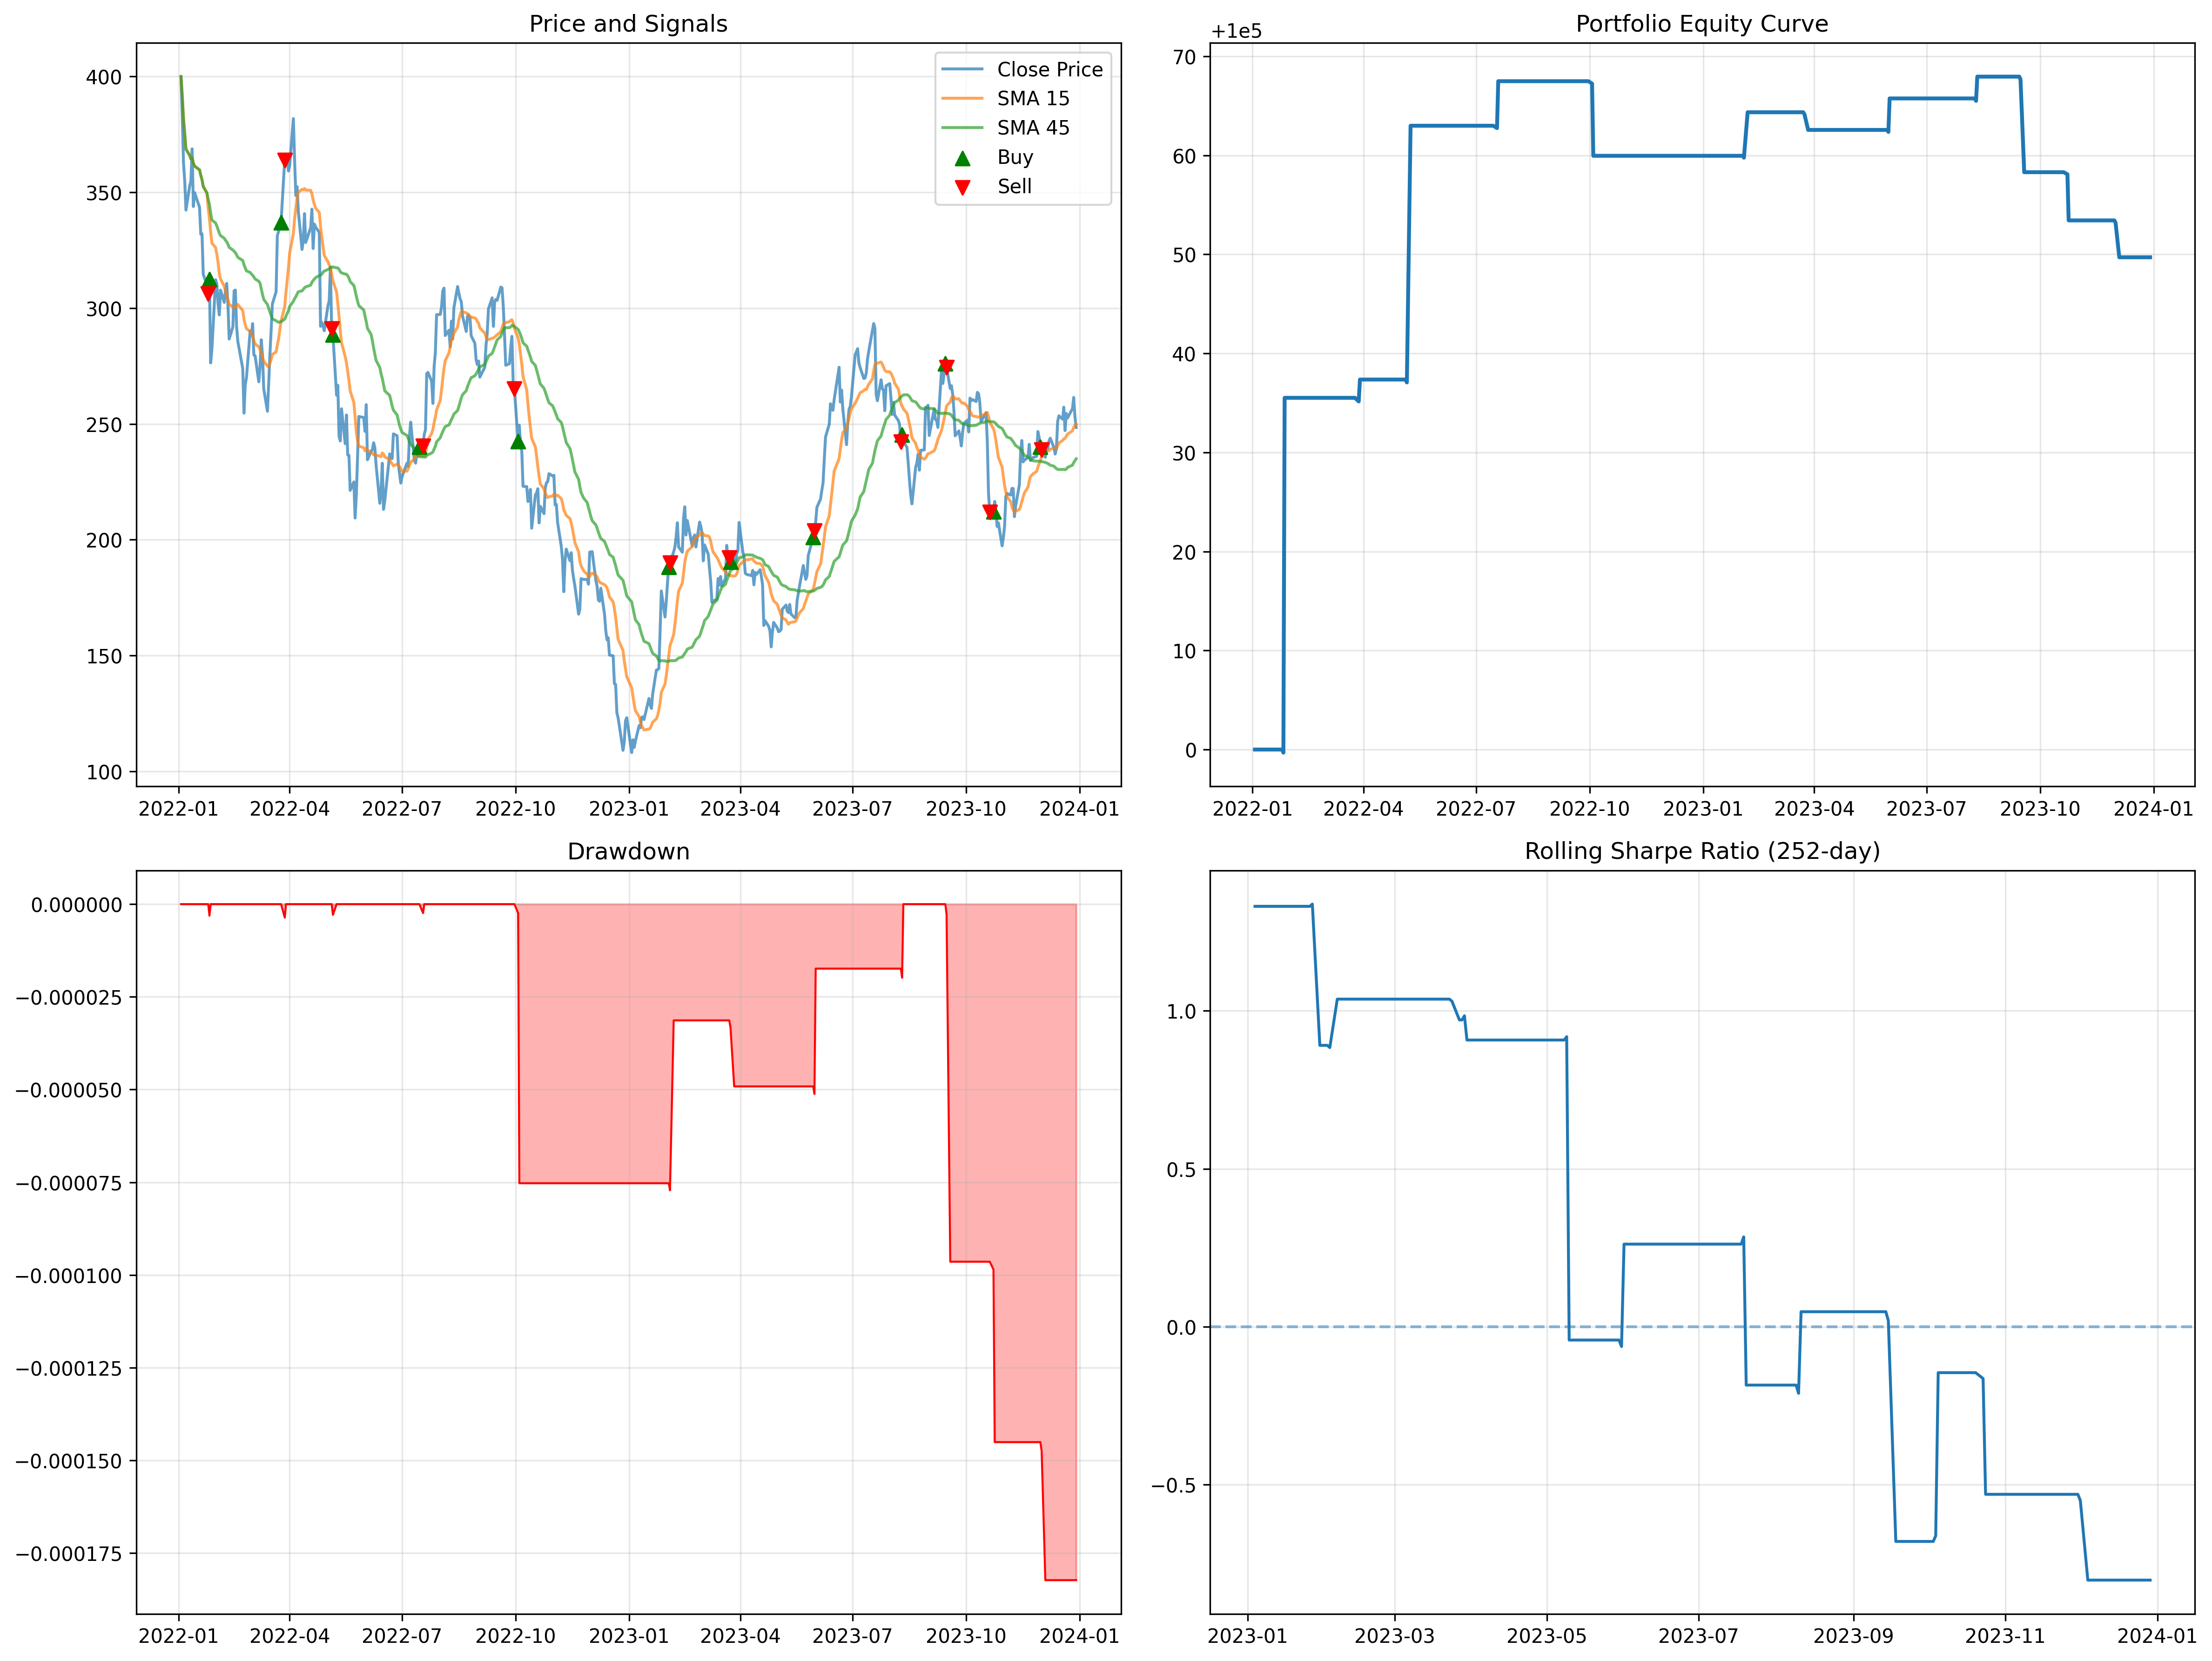 Price and Signals
400
350
300
250
200
150
100
2022-01 2022-04 2022-07 2022-10 2023-01 2023-04 2023-07 2023-10 2024-01
Close Price
SMA 15
SMA 45
Buy
Sell
Portfolio Equity Curve
+1e5
70
60
50
40
30
20
10
0
2022-01 2022-04 2022-07 2022-10 2023-01 2023-04 2023-07 2023-10 2024-01
Drawdown
0.000000
−0.000025
−0.000050
−0.000075
−0.000100
−0.000125
−0.000150
−0.000175
2022-01 2022-04 2022-07 2022-10 2023-01 2023-04 2023-07 2023-10 2024-01
Rolling Sharpe Ratio (252-day)
1.0
0.5
0.0
−0.5
2023-01 2023-03 2023-05 2023-07 2023-09 2023-11 2024-01